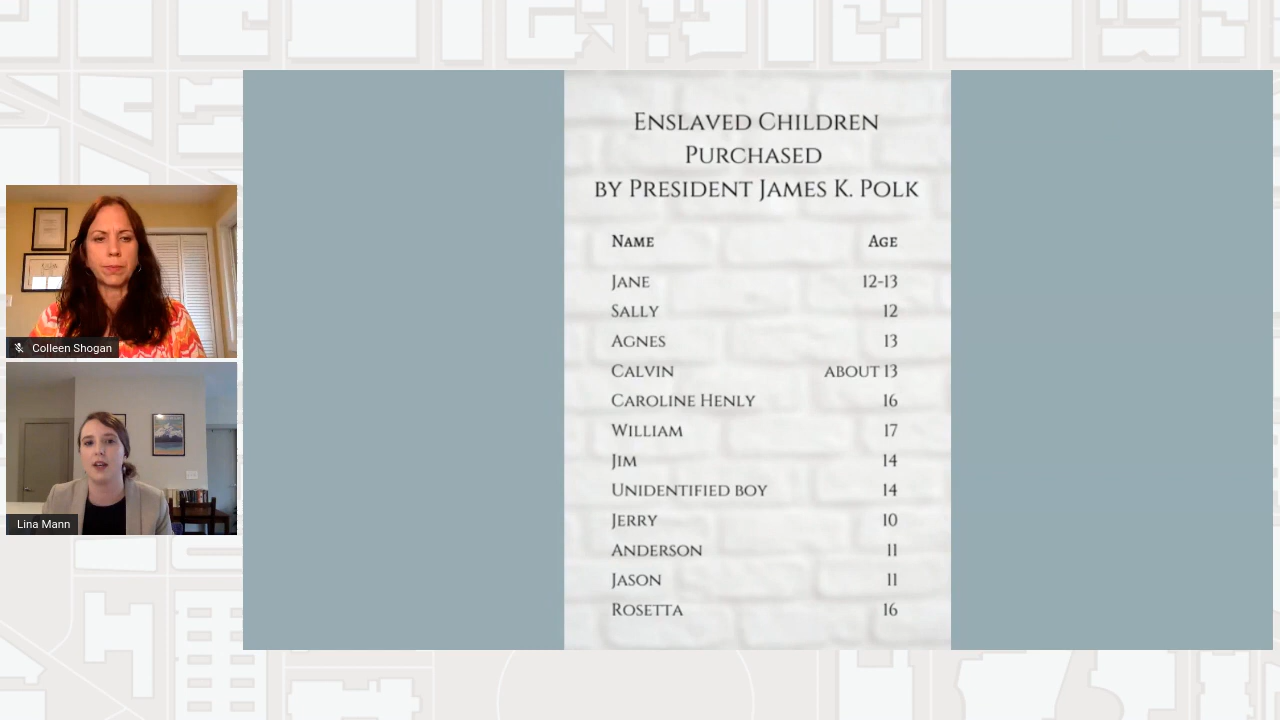 Enslaved Children
Purchased
by President James K. Polk
Name Age
Jane 12-13
Sally 12
Agnes 13
Calvin about 13
Caroline Henly 16
William 17
Jim 14
Unidentified boy 14
Jerry 10
Anderson 11
Jason 11
Rosetta 16
Colleen Shogan
Lina Mann